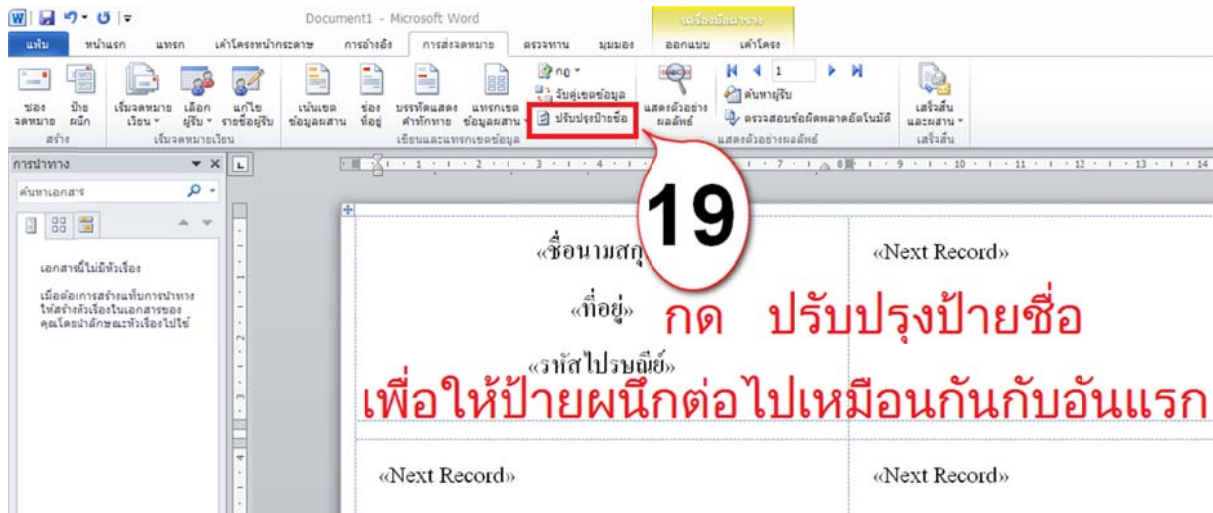 Document1 - Microsoft Word
เครื่องมือตาราง
แฟ้ม หน้าแรก แทรก เค้าโครงหน้ากระดาษ การอ้างอิง การส่งจดหมาย ตรวจทาน มุมมอง ออกแบบ เค้าโครง
ซองจดหมาย
ป้ายผนึก
เริ่มจดหมายเวียน
เลือกผู้รับ
แก้ไขรายชื่อผู้รับ
เน้นเขตข้อมูลผสาน
ช่องที่อยู่
บรรทัดแสดงคำทักทาย
แทรกเขตข้อมูลผสาน
กฎ
จับคู่เขตข้อมูล
ปรับปรุงป้ายชื่อ
แสดงตัวอย่างผลลัพธ์
1
ค้นหาผู้รับ
ตรวจสอบข้อผิดพลาดอัตโนมัติ
เสร็จสิ้นและผสาน
สร้าง เริ่มจดหมายเวียน เขียนและแทรกเขตข้อมูล แสดงตัวอย่างผลลัพธ์ เสร็จสิ้น
การนำทาง
ค้นหาเอกสาร
L
1 2 3 4 7 8 9 10 11 12 13 14
19
เอกสารนี้ไม่มีหัวเรื่อง
เมื่อต้องการสร้างแท็บการนำทาง
ให้สร้างหัวเรื่องในเอกสารของ
คุณโดยนำลักษณะหัวเรื่องไปใช้
«ชื่อนามสกุ
«Next Record»
«ที่อยู่»
กด ปรับปรุงป้ายชื่อ
«รหัสไปรษณีย์»
เพื่อให้ป้ายผนึกต่อไปเหมือนกันกับอันแรก
«Next Record» «Next Record»